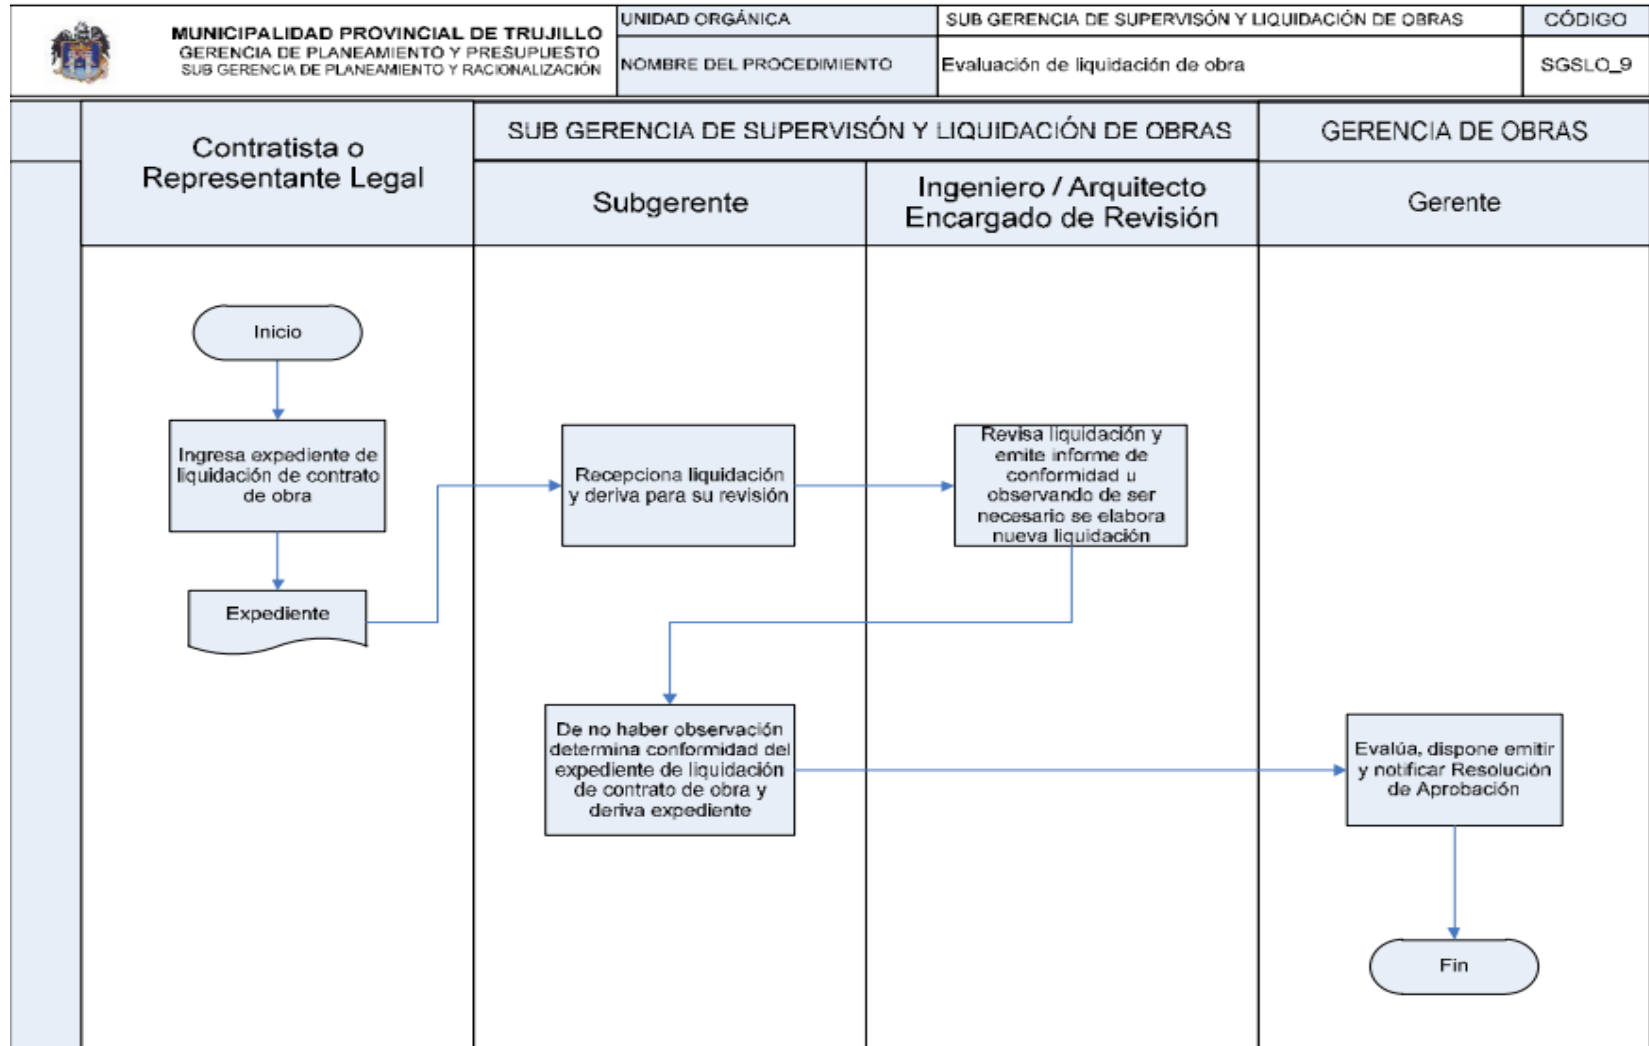 MUNICIPALIDAD PROVINCIAL DE TRUJILLO
GERENCIA DE PLANEAMIENTO Y PRESUPUESTO
SUB GERENCIA DE PLANEAMIENTO Y RACIONALIZACIÓN
UNIDAD ORGÁNICA
SUB GERENCIA DE SUPERVISÓN Y LIQUIDACIÓN DE OBRAS
CÓDIGO
NOMBRE DEL PROCEDIMIENTO
Evaluación de liquidación de obra
SGSLO_9
Contratista o
Representante Legal
SUB GERENCIA DE SUPERVISÓN Y LIQUIDACIÓN DE OBRAS
GERENCIA DE OBRAS
Subgerente
Ingeniero / Arquitecto
Encargado de Revisión
Gerente
Inicio
Ingresa expediente de
liquidación de contrato
de obra
Expediente
Recepciona liquidación
y deriva para su revisión
Revisa liquidación y
emite informe de
conformidad u
observando de ser
necesario se elabora
nueva liquidación
De no haber observación
determina conformidad del
expediente de liquidación
de contrato de obra y
deriva expediente
Evalúa, dispone emitir
y notificar Resolución
de Aprobación
Fin